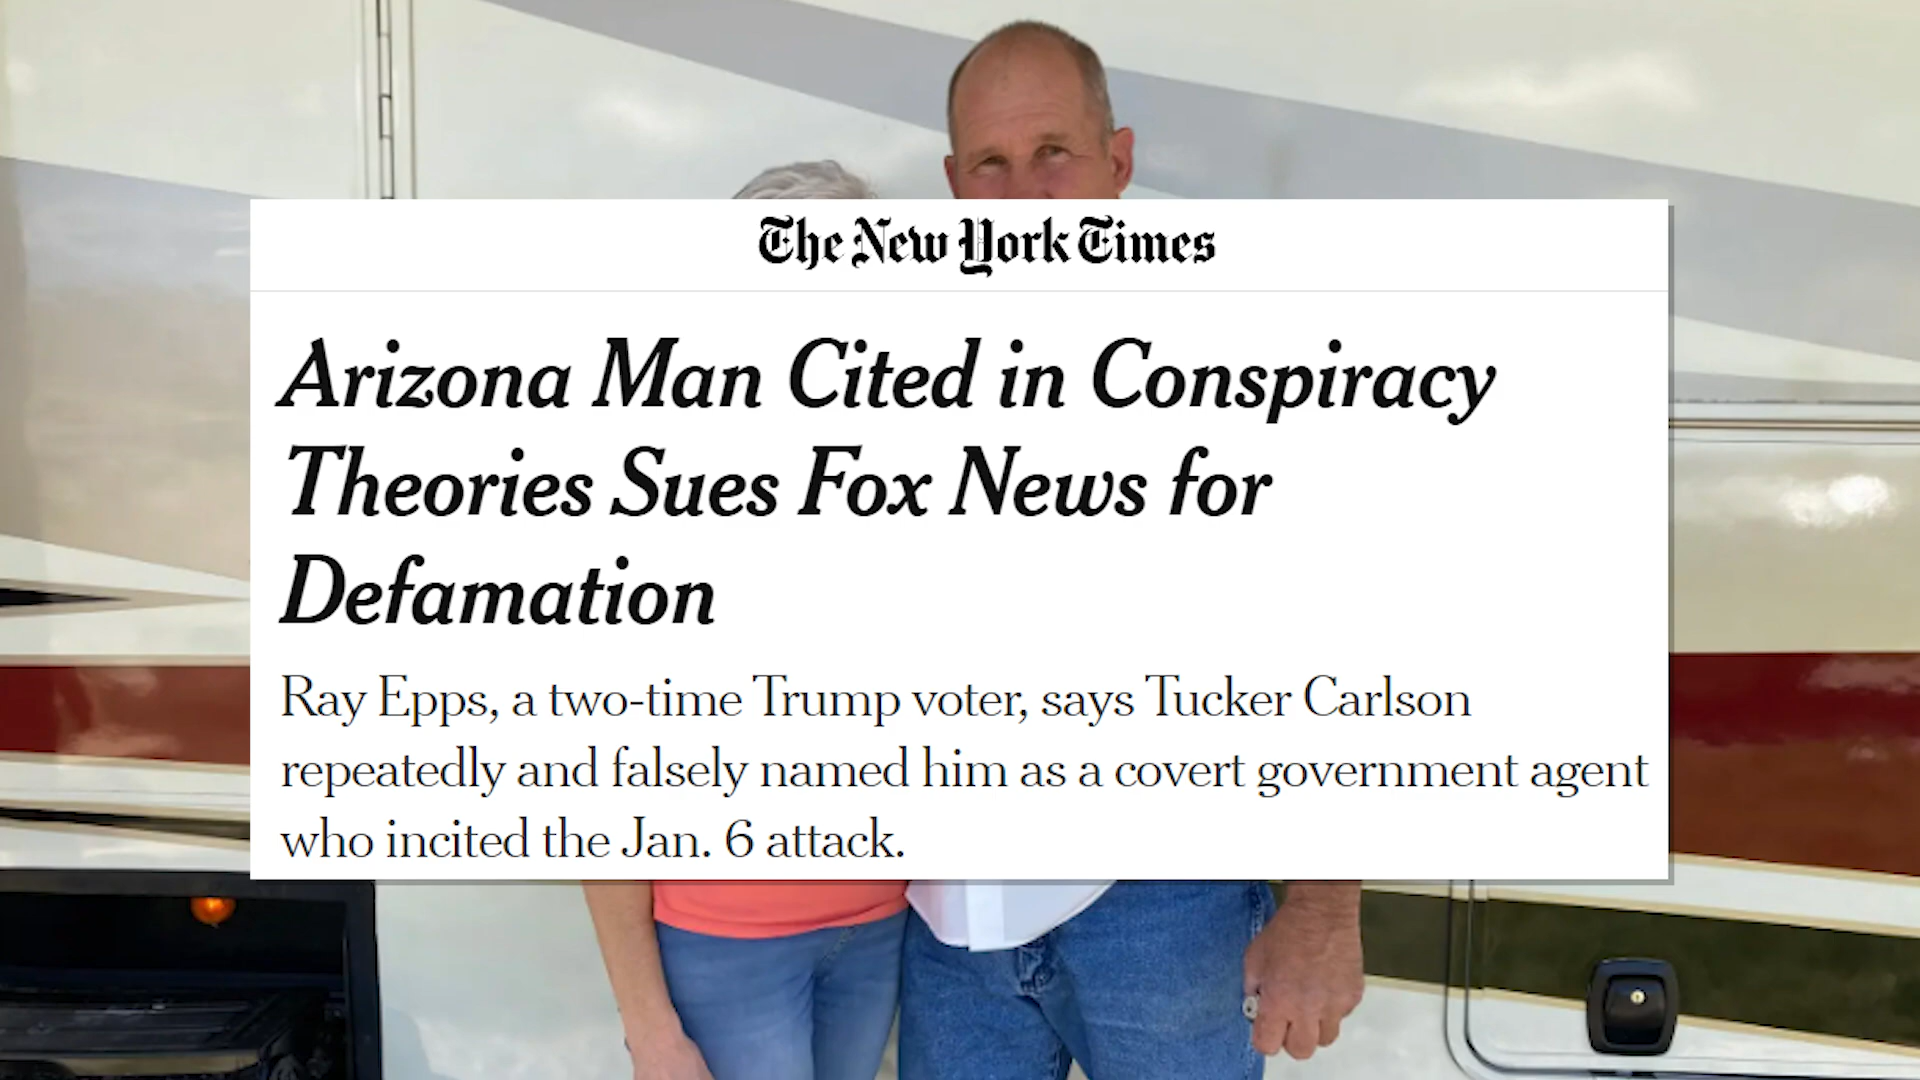 The New York Times
Arizona Man Cited in Conspiracy
Theories Sues Fox News for
Defamation
Ray Epps, a two-time Trump voter, says Tucker Carlson
repeatedly and falsely named him as a covert government agent
who incited the Jan. 6 attack.